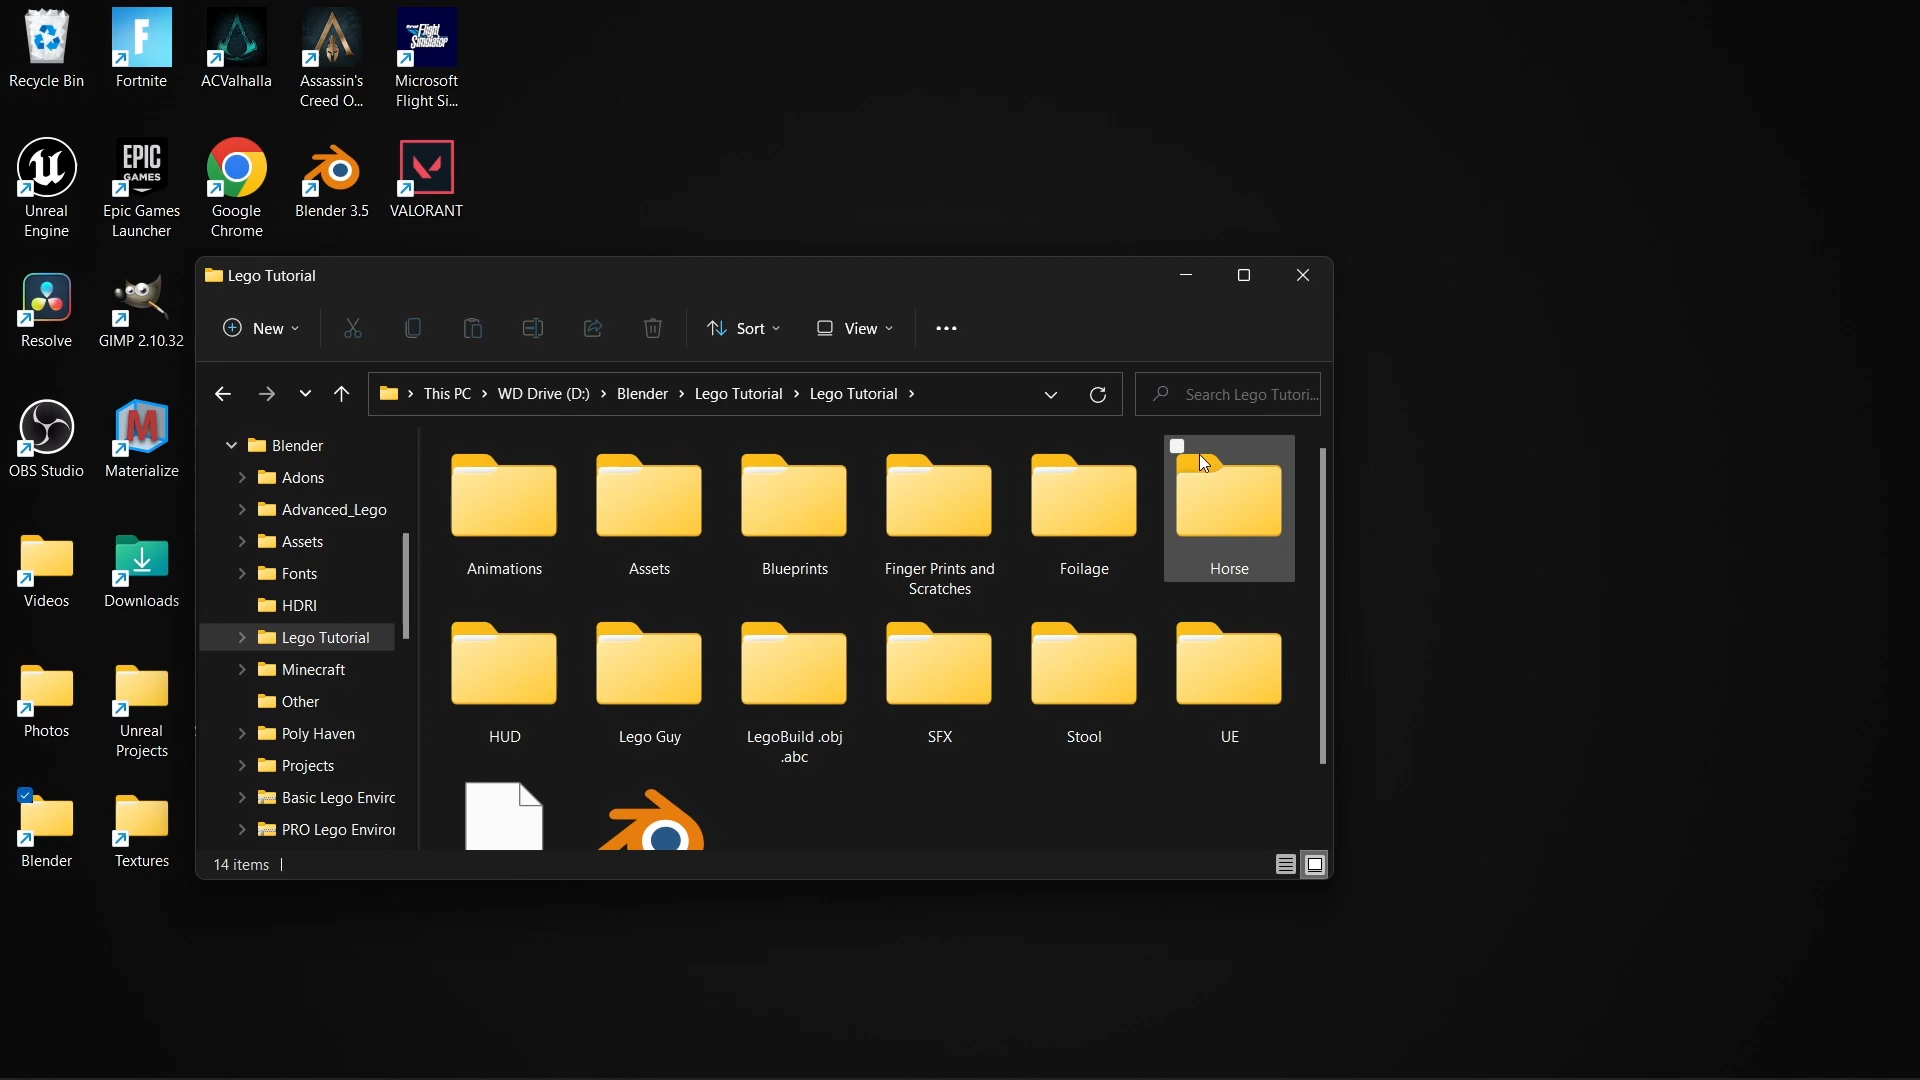 Recycle Bin
Fortnite
ACValhalla
Assassin's
Creed O...
Microsoft
Flight Si...
Flight
Simulator
Unreal
Engine
EPIC
GAMES
Epic Games
Launcher
Google
Chrome
Blender 3.5
VALORANT
Resolve
GIMP 2.10.32
OBS Studio
Materialize
Videos
Downloads
Photos
Unreal
Projects
Blender
Textures
Lego Tutorial
New
Sort
View
This PC
WD Drive (D:)
Blender
Lego Tutorial
Lego Tutorial
Search Lego Tutori...
Blender
Adons
Advanced_Lego
Assets
Fonts
HDRI
Lego Tutorial
Minecraft
Other
Poly Haven
Projects
Basic Lego Envirc
PRO Lego Enviror
Animations
Assets
Blueprints
Finger Prints and
Scratches
Foilage
Horse
HUD
Lego Guy
LegoBuild .obj
.abc
SFX
Stool
UE
14 items